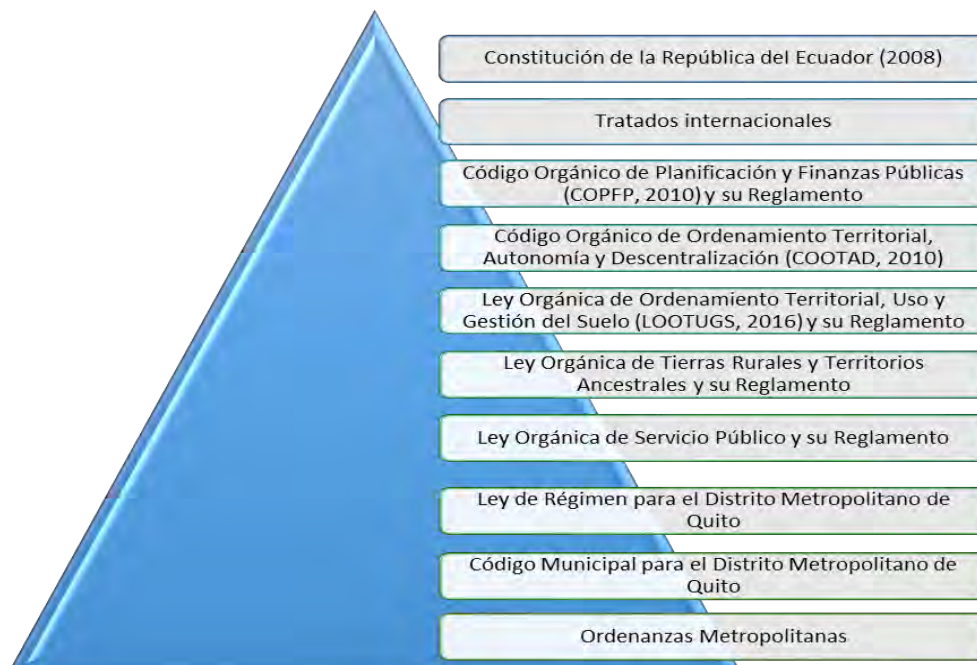 Constitución de la República del Ecuador (2008)
Tratados internacionales
Código Orgánico de Planificación y Finanzas Públicas
(COPFP, 2010) y su Reglamento
Código Orgánico de Ordenamiento Territorial,
Autonomía y Descentralización (COOTAD, 2010)
Ley Orgánica de Ordenamiento Territorial, Uso y
Gestión del Suelo (LOOTUGS, 2016) y su Reglamento
Ley Orgánica de Tierras Rurales y Territorios
Ancestrales y su Reglamento
Ley Orgánica de Servicio Público y su Reglamento
Ley de Régimen para el Distrito Metropolitano de
Quito
Código Municipal para el Distrito Metropolitano de
Quito
Ordenanzas Metropolitanas